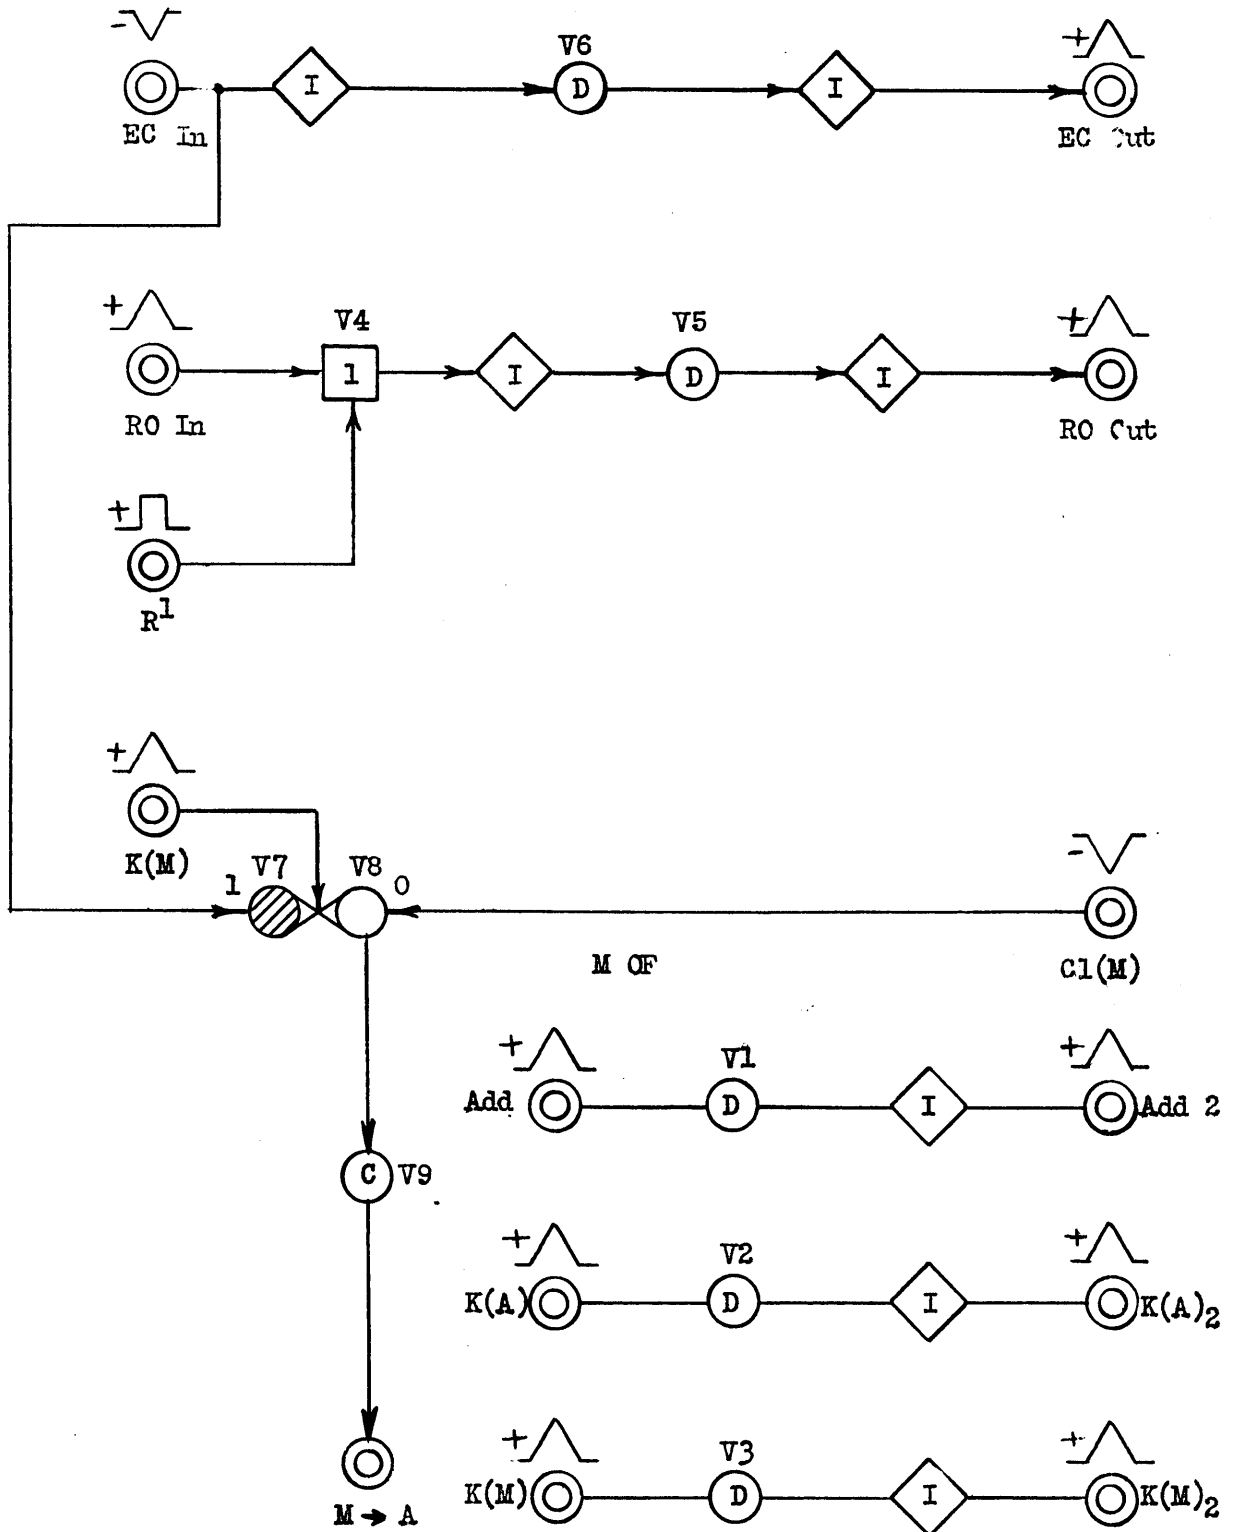 -
V6
+
I
D
I
EC In
EC Out
+
+
V4
V5
1
I
D
I
RO In
RO Out
+
R1
+
K(M)
V7
V8
-
1
0
M OF
Cl(M)
+
V1
+
Add
D
I
Add 2
C
V9
+
V2
+
K(A)
D
I
K(A)2
+
V3
+
K(M)
D
I
K(M)2
M → A